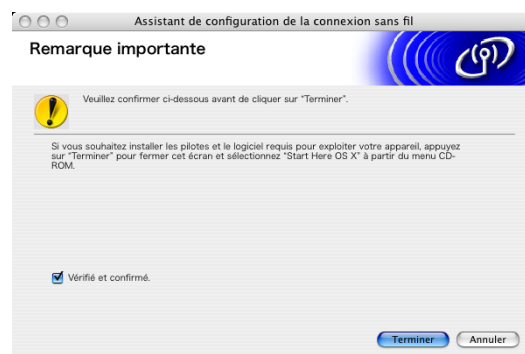 Assistant de configuration de la connexion sans fil
Remarque importante
Veuillez confirmer ci-dessous avant de cliquer sur "Terminer".
Si vous souhaitez installer les pilotes et le logiciel requis pour exploiter votre appareil, appuyez
sur "Terminer" pour fermer cet écran et sélectionnez "Start Here OS X" à partir du menu CD-
ROM.
Vérifié et confirmé.
Terminer
Annuler